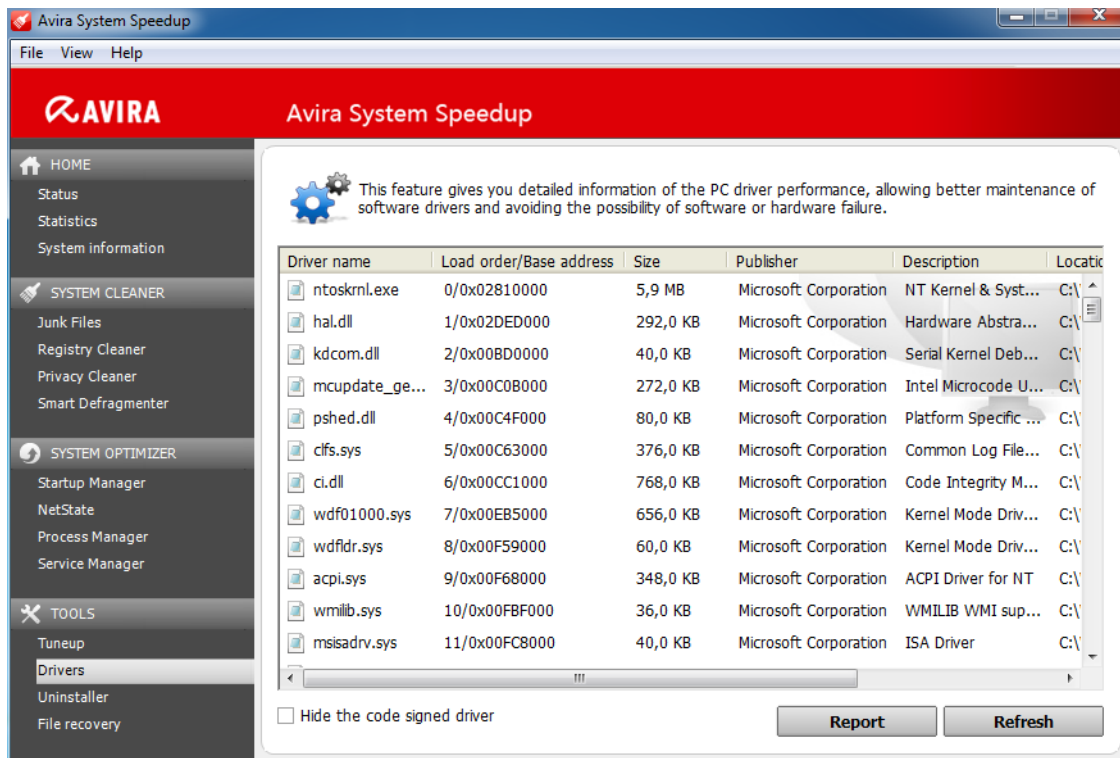 Avira System Speedup
File View Help
AVIRA
Avira System Speedup
HOME
Status
Statistics
System information
SYSTEM CLEANER
Junk Files
Registry Cleaner
Privacy Cleaner
Smart Defragmenter
SYSTEM OPTIMIZER
Startup Manager
NetState
Process Manager
Service Manager
TOOLS
Tuneup
Drivers
Uninstaller
File recovery
This feature gives you detailed information of the PC driver performance, allowing better maintenance of
software drivers and avoiding the possibility of software or hardware failure.
Driver name Load order/Base address Size Publisher Description Locatio
ntoskrnl.exe 0/0x02810000 5,9 MB Microsoft Corporation NT Kernel & Syst... C:\
hal.dll 1/0x02DED000 292,0 KB Microsoft Corporation Hardware Abstra... C:\
kdcom.dll 2/0x00BD0000 40,0 KB Microsoft Corporation Serial Kernel Deb... C:\
mcupdate_ge... 3/0x00C0B000 272,0 KB Microsoft Corporation Intel Microcode U... C:\
pshed.dll 4/0x00C4F000 80,0 KB Microsoft Corporation Platform Specific ... C:\
clfs.sys 5/0x00C63000 376,0 KB Microsoft Corporation Common Log File... C:\
ci.dll 6/0x00CC1000 768,0 KB Microsoft Corporation Code Integrity M... C:\
wdf01000.sys 7/0x00EB5000 656,0 KB Microsoft Corporation Kernel Mode Driv... C:\
wdfldr.sys 8/0x00F59000 60,0 KB Microsoft Corporation Kernel Mode Driv... C:\
acpi.sys 9/0x00F68000 348,0 KB Microsoft Corporation ACPI Driver for NT C:\
wmilib.sys 10/0x00FBF000 36,0 KB Microsoft Corporation WMILIB WMI sup... C:\
msisadrv.sys 11/0x00FC8000 40,0 KB Microsoft Corporation ISA Driver C:\
Hide the code signed driver
Report
Refresh